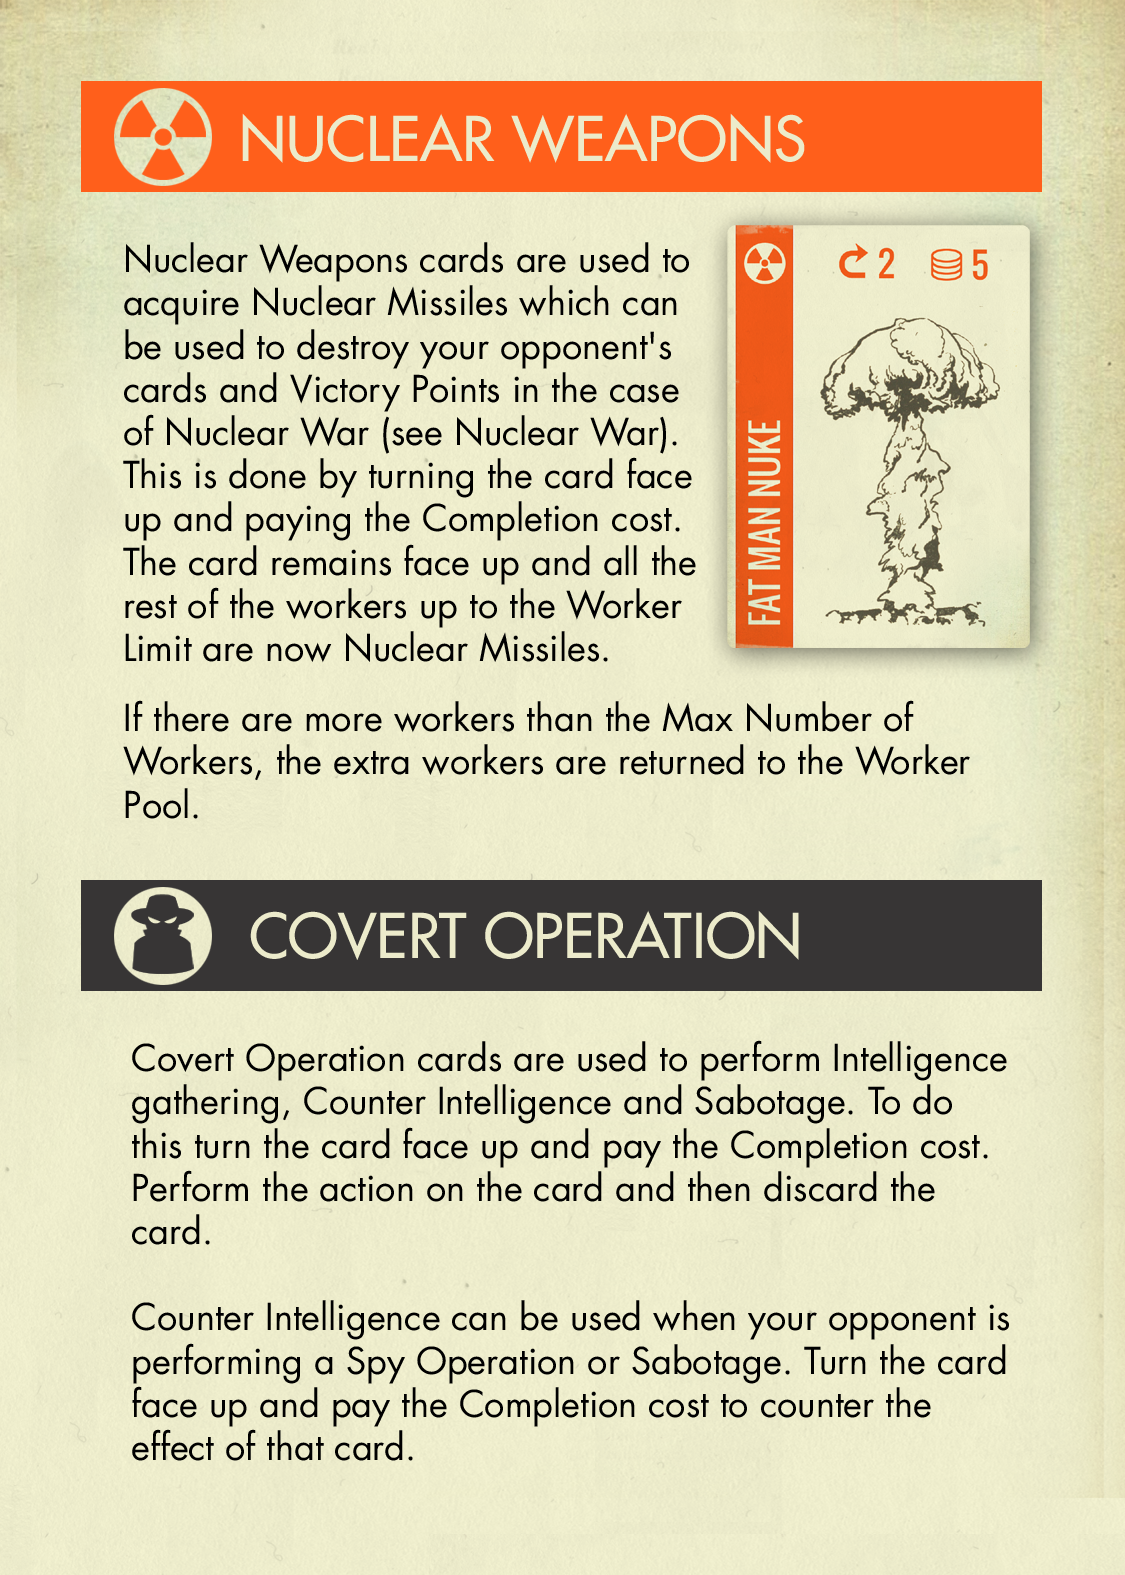 NUCLEAR WEAPONS
Nuclear Weapons cards are used to
acquire Nuclear Missiles which can
be used to destroy your opponent's
cards and Victory Points in the case
of Nuclear War (see Nuclear War).
This is done by turning the card face
up and paying the Completion cost.
The card remains face up and all the
rest of the workers up to the Worker
Limit are now Nuclear Missiles.
2 5
FAT MAN NUKE
If there are more workers than the Max Number of
Workers, the extra workers are returned to the Worker
Pool.
COVERT OPERATION
Covert Operation cards are used to perform Intelligence
gathering, Counter Intelligence and Sabotage. To do
this turn the card face up and pay the Completion cost.
Perform the action on the card and then discard the
card.
Counter Intelligence can be used when your opponent is
performing a Spy Operation or Sabotage. Turn the card
face up and pay the Completion cost to counter the
effect of that card.